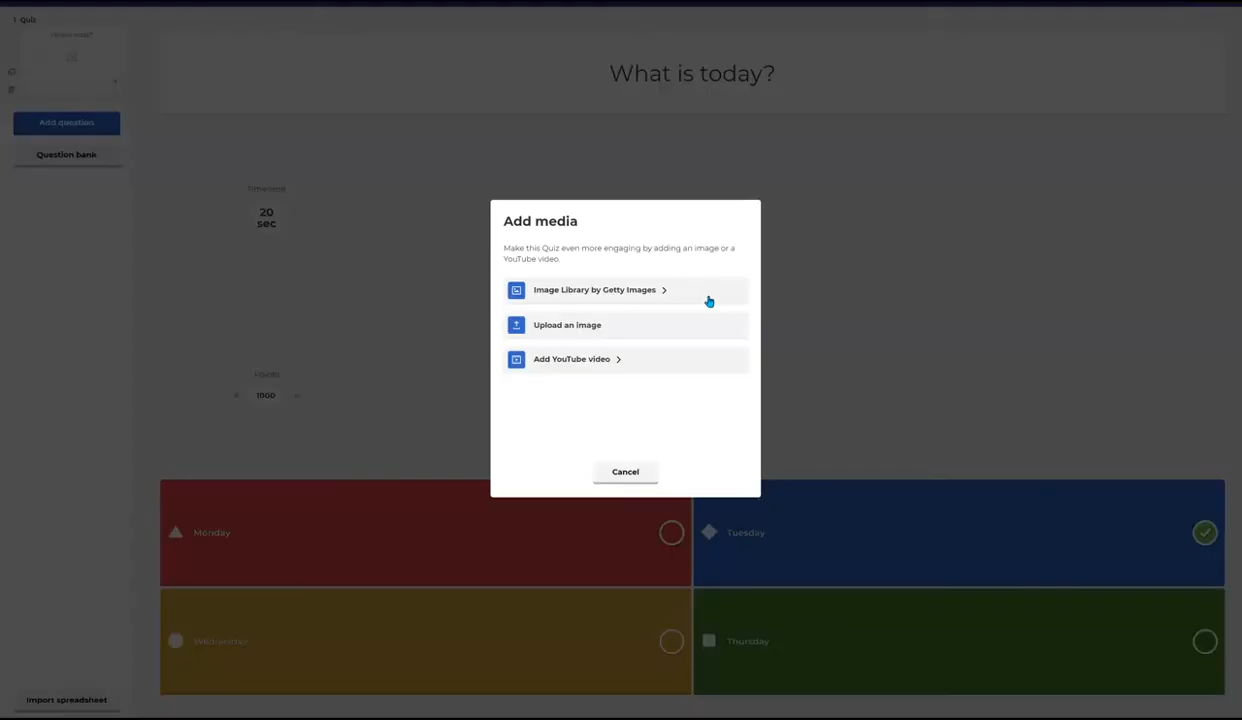 1 Quiz
What is today?
Add question
Question bank
Time limit
20
sec
Add media
Make this Quiz even more engaging by adding an image or a
YouTube video.
Image Library by Getty Images
Upload an image
Add YouTube video
Cancel
Points
1000
Monday
Tuesday
Wednesday
Thursday
Import spreadsheet